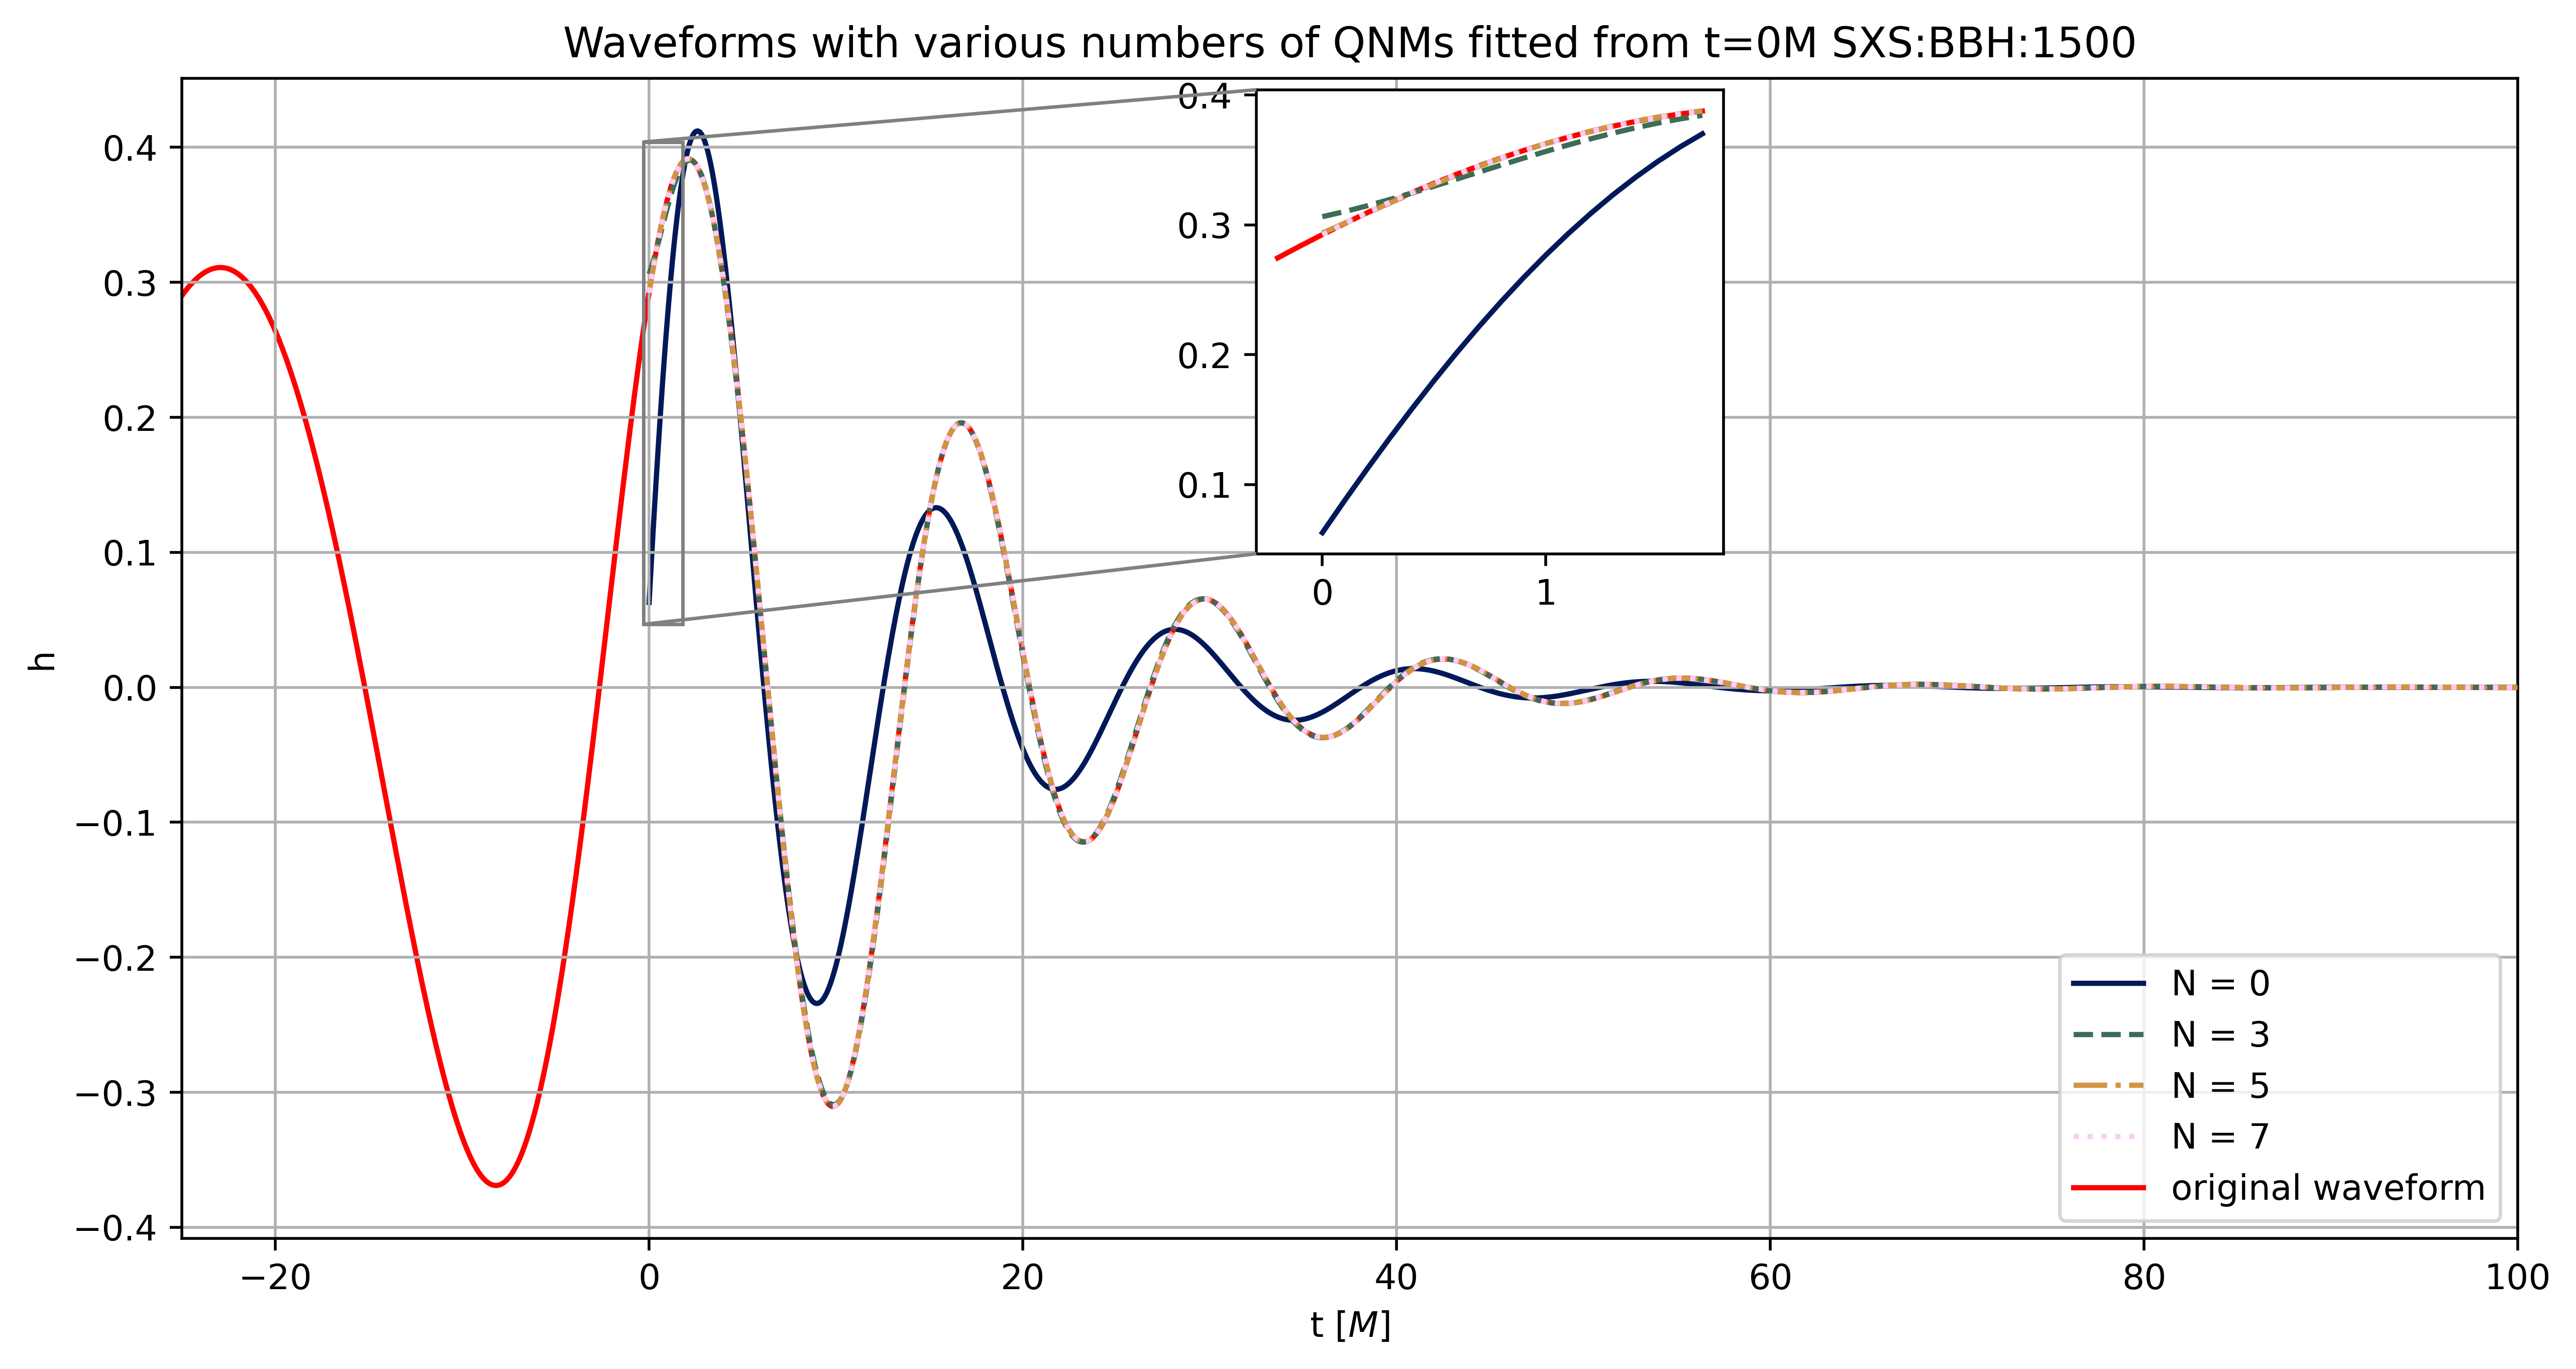 Waveforms with various numbers of QNMs fitted from t=0M SXS:BBH:1500
h
0.4
0.3
0.2
0.1
0.0
−0.1
−0.2
−0.3
−0.4
0.4
0.3
0.2
0.1
0 1
N = 0
N = 3
N = 5
N = 7
original waveform
−20 0 20 40 60 80 100
t [M]